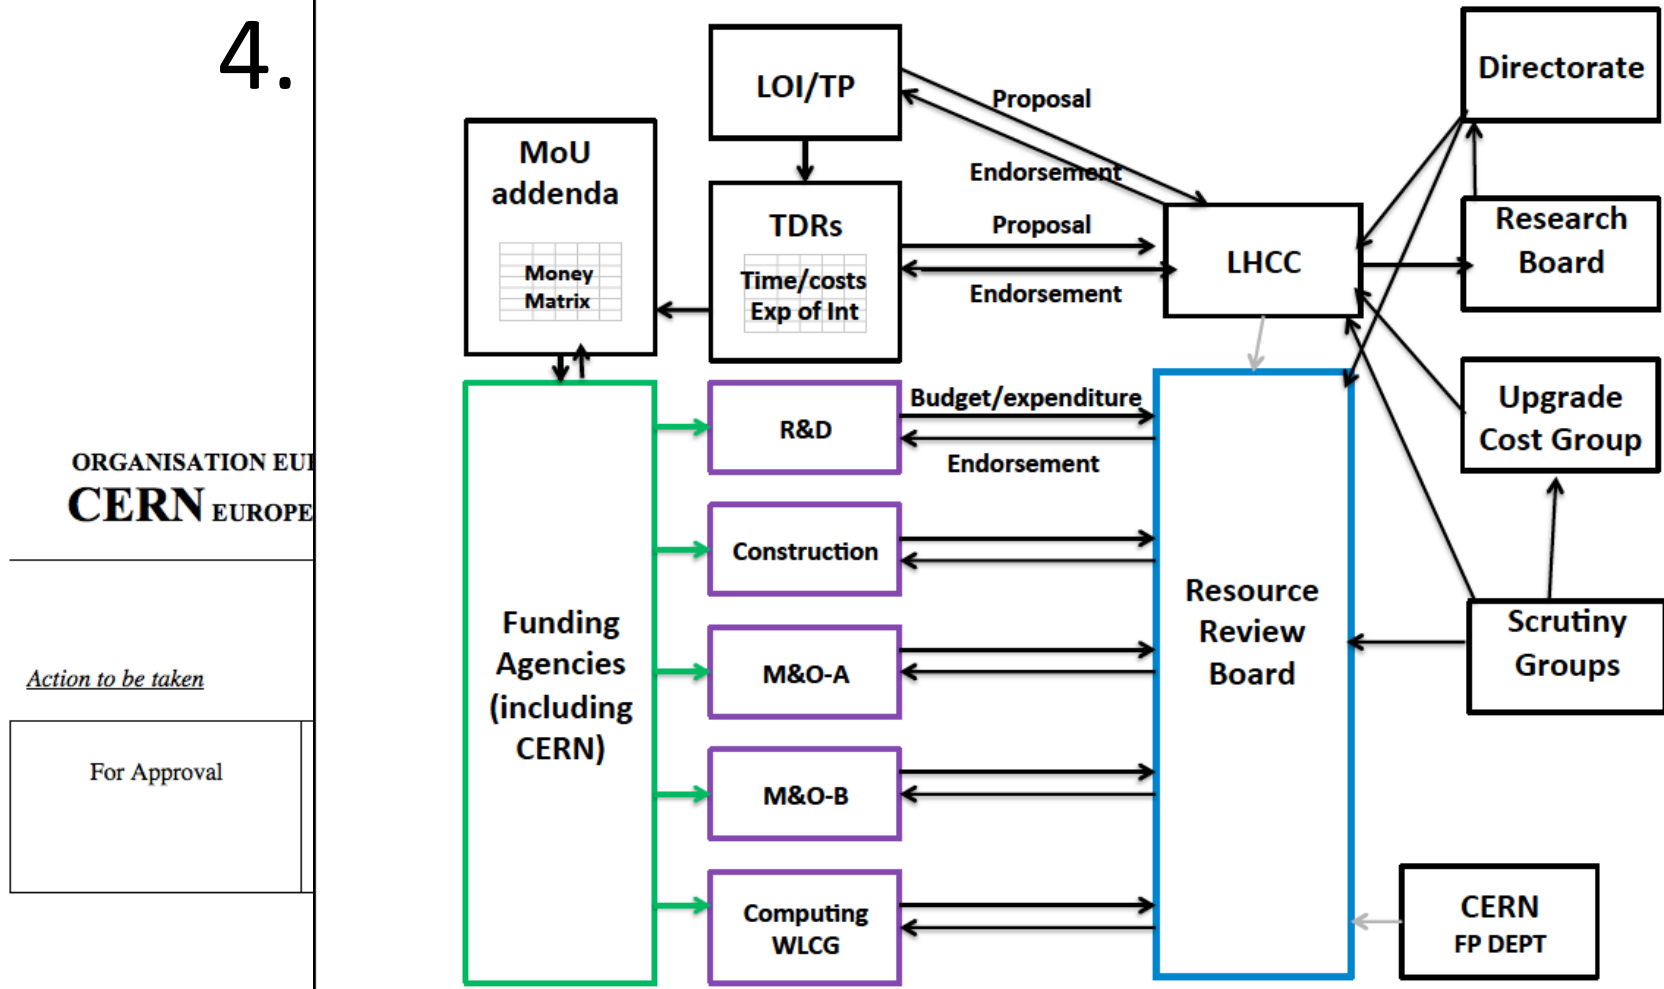 4.
ORGANISATION EU
CERN EUROPE
Action to be taken
For Approval
LOI/TP
Proposal
Endorsement
Directorate
MoU
addenda
Money
Matrix
TDRs
Time/costs
Exp of Int
Proposal
Endorsement
LHCC
Research
Board
Upgrade
Cost Group
R&D
Budget/expenditure
Endorsement
Construction
Funding
Agencies
(including
CERN)
M&O-A
M&O-B
Computing
WLCG
Resource
Review
Board
Scrutiny
Groups
CERN
FP DEPT